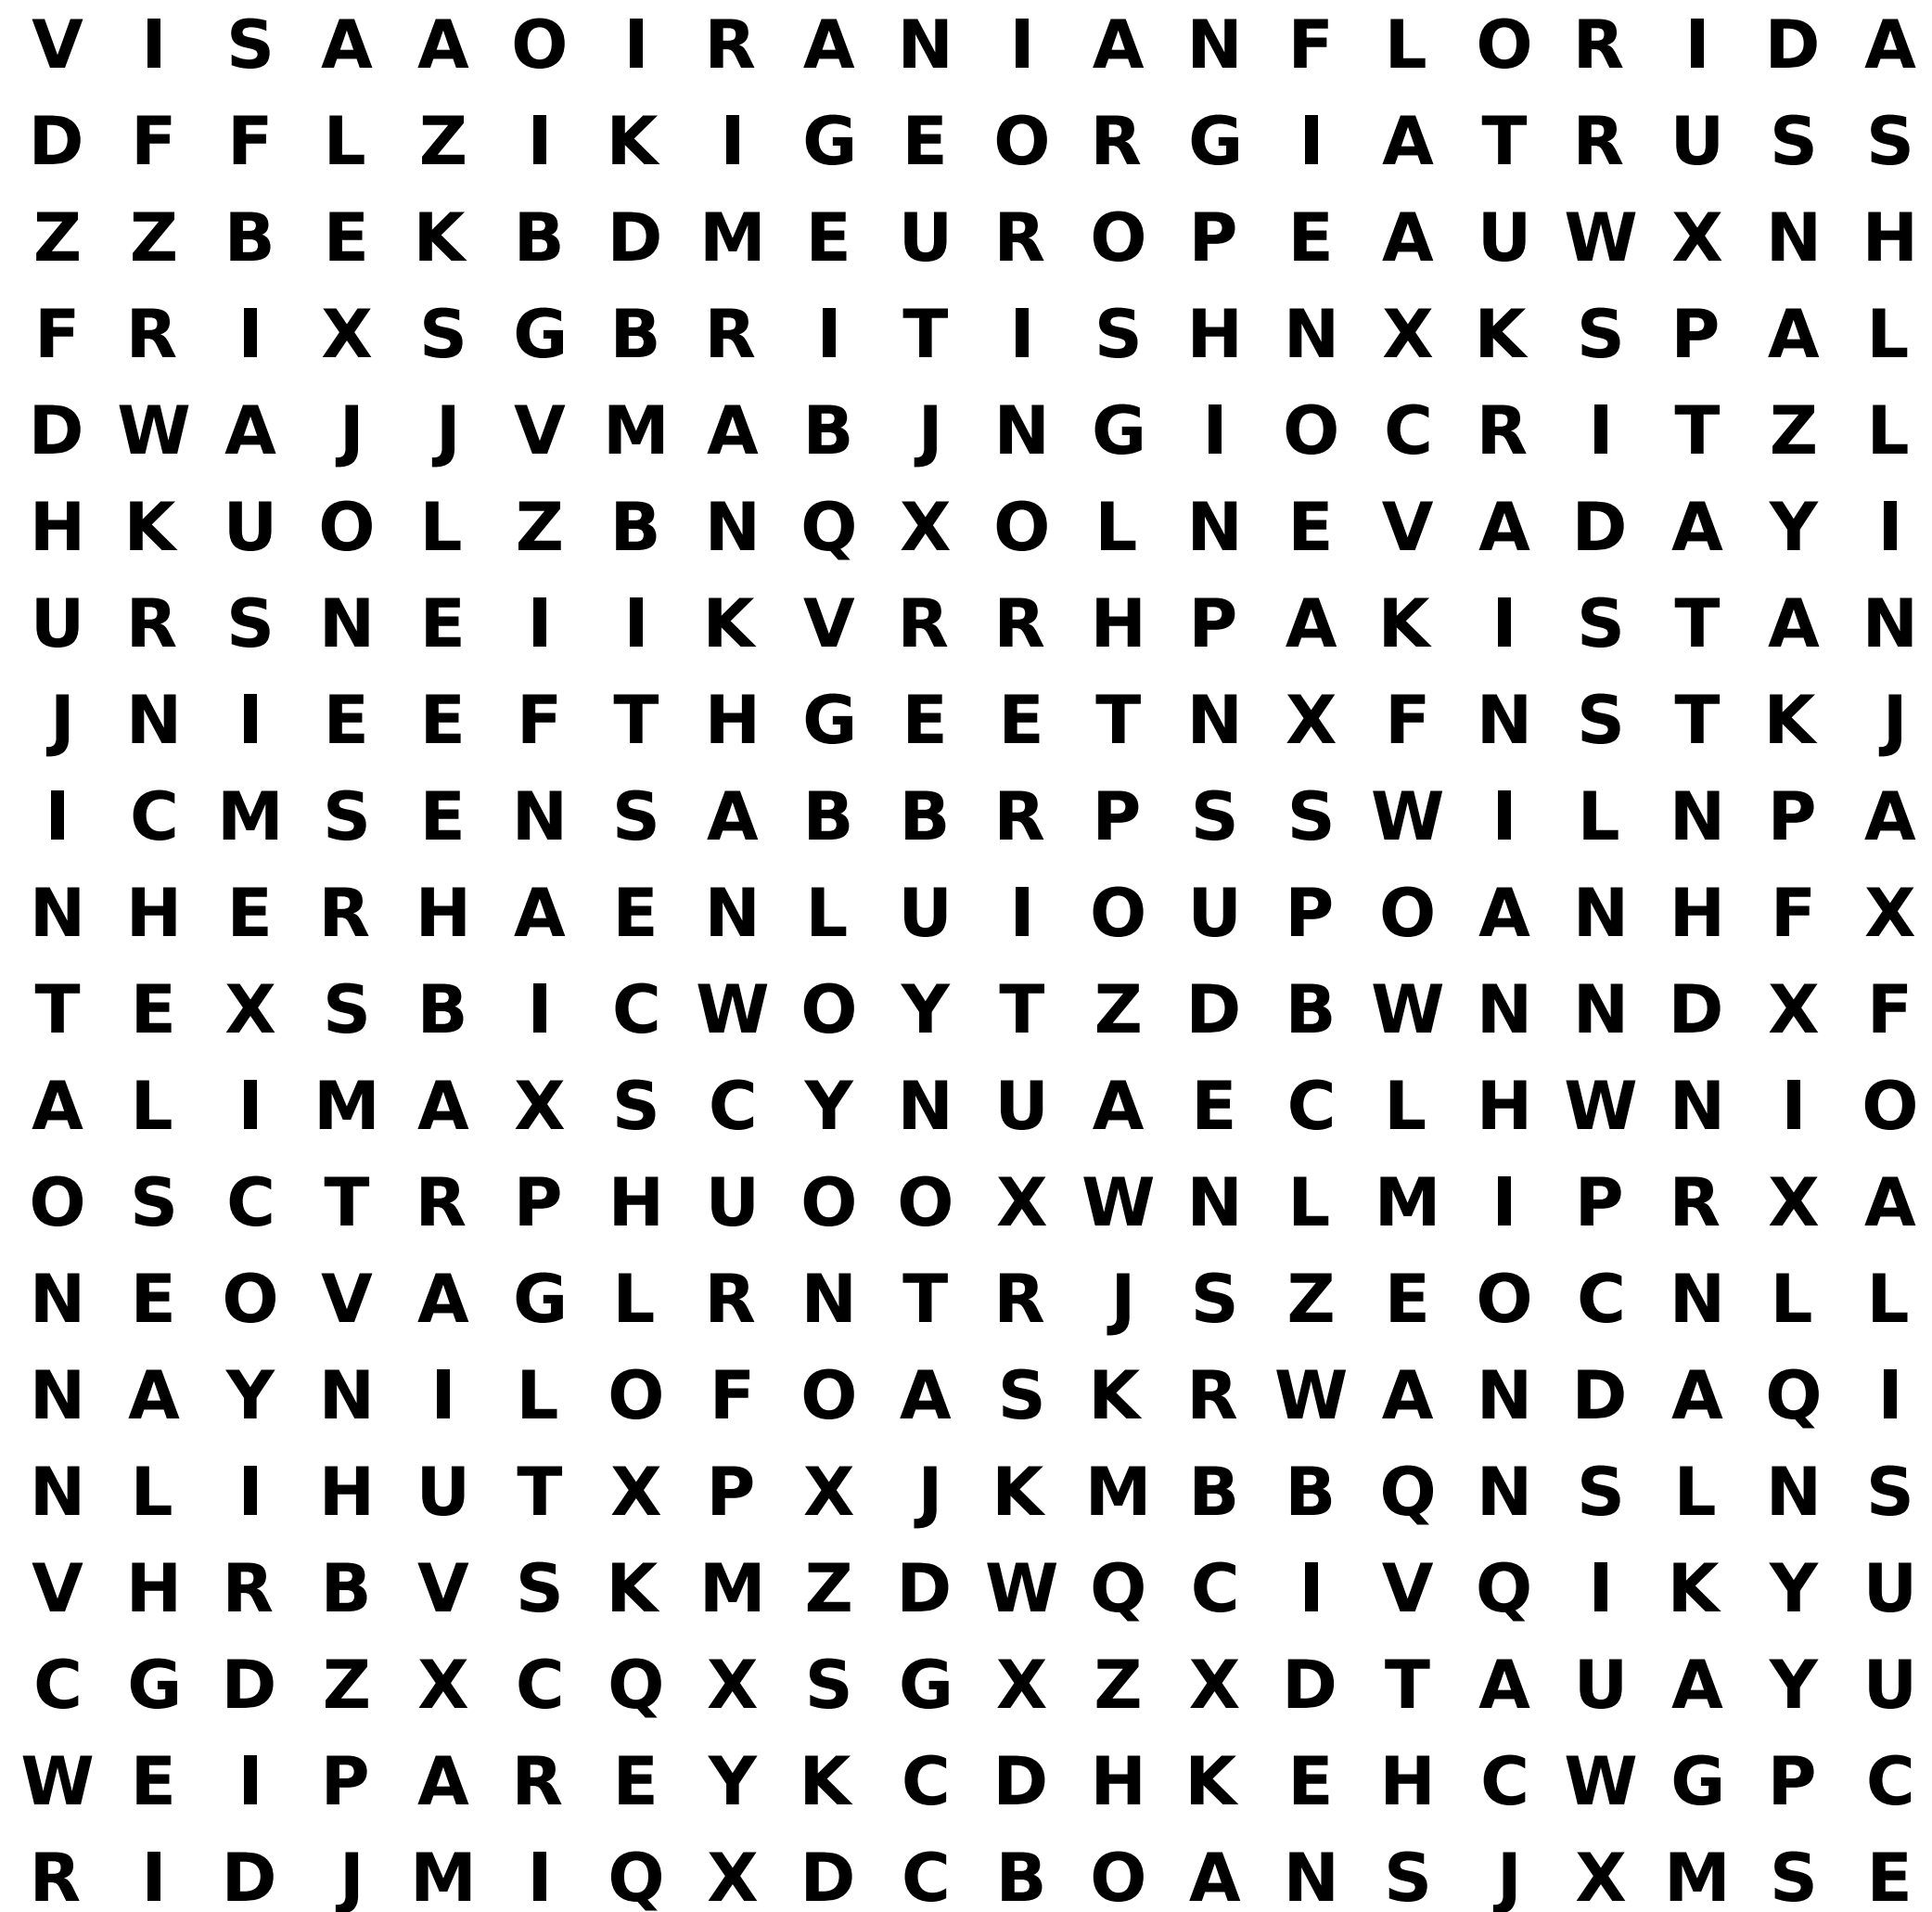 V I S A A O I R A N I A N F L O R I D A
D F F L Z I K I G E O R G I A T R U S S
Z Z B E K B D M E U R O P E A U W X N H
F R I X S G B R I T I S H N X K S P A L
D W A J J V M A B J N G I O C R I T Z L
H K U O L Z B N Q X O L N E V A D A Y I
U R S N E I I K V R R H P A K I S T A N
J N I E E F T H G E E T N X F N S T K J
I C M S E N S A B B R P S S W I L N P A
N H E R H A E N L U I O U P O A N H F X
T E X S B I C W O Y T Z D B W N N D X F
A L I M A X S C Y N U A E C L H W N I O
O S C T R P H U O O X W N L M I P R X A
N E O V A G L R N T R J S Z E O C N L L
N A Y N I L O F O A S K R W A N D A Q I
N L I H U T X P X J K M B B Q N S L N S
V H R B V S K M Z D W Q C I V Q I K Y U
C G D Z X C Q X S G X Z X D T A U A Y U
W E I P A R E Y K C D H K E H C W G P C
R I D J M I Q X D C B O A N S J X M S E